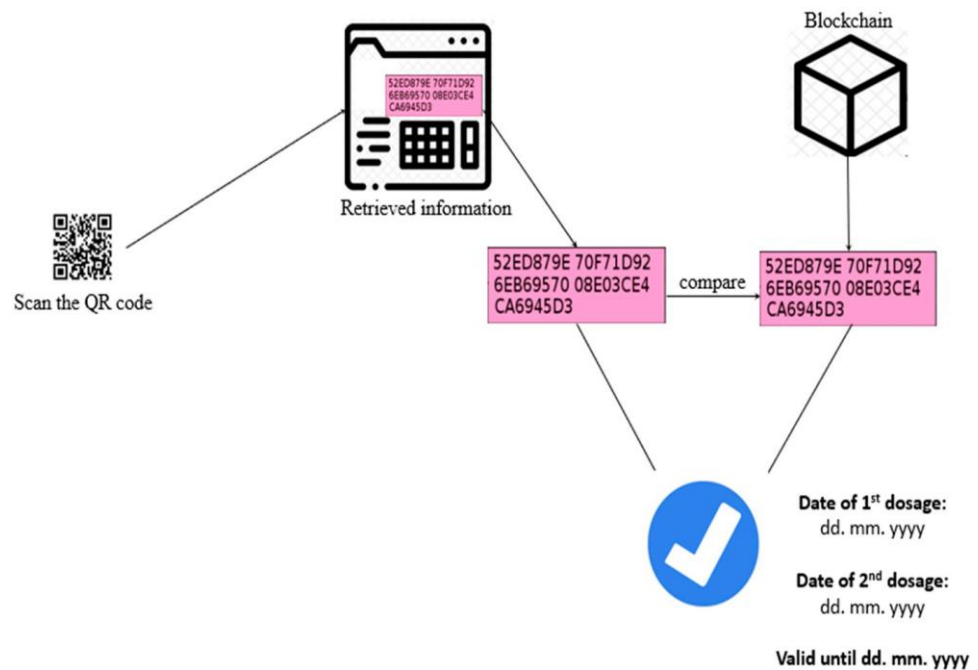 Blockchain
52ED879E 70F71D92
6EB69570 08E03CE4
CA6945D3
Retrieved information
Scan the QR code
52ED879E 70F71D92
6EB69570 08E03CE4
CA6945D3
compare
52ED879E 70F71D92
6EB69570 08E03CE4
CA6945D3
Date of 1st dosage:
dd. mm. yyyy
Date of 2nd dosage:
dd. mm. yyyy
Valid until dd. mm. yyyy